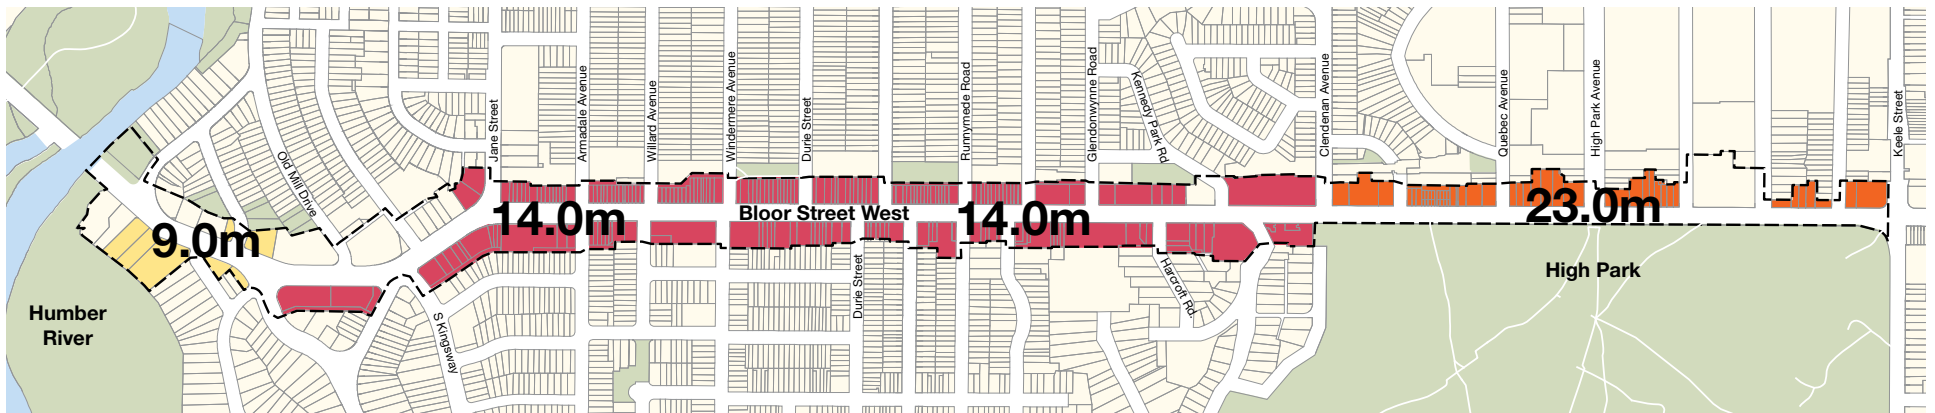 Old Mill Drive
Jane Street
Armadale Avenue
Willard Avenue
Windermere Avenue
Durie Street
Runnymede Road
Glendonwynne Road
Kennedy Park Rd
Clendenan Avenue
Quebec Avenue
High Park Avenue
Keele Street
9.0m
14.0m
Bloor Street West
14.0m
23.0m
High Park
Humber
River
S Kingsway
Durie Street
Harcroft Rd.